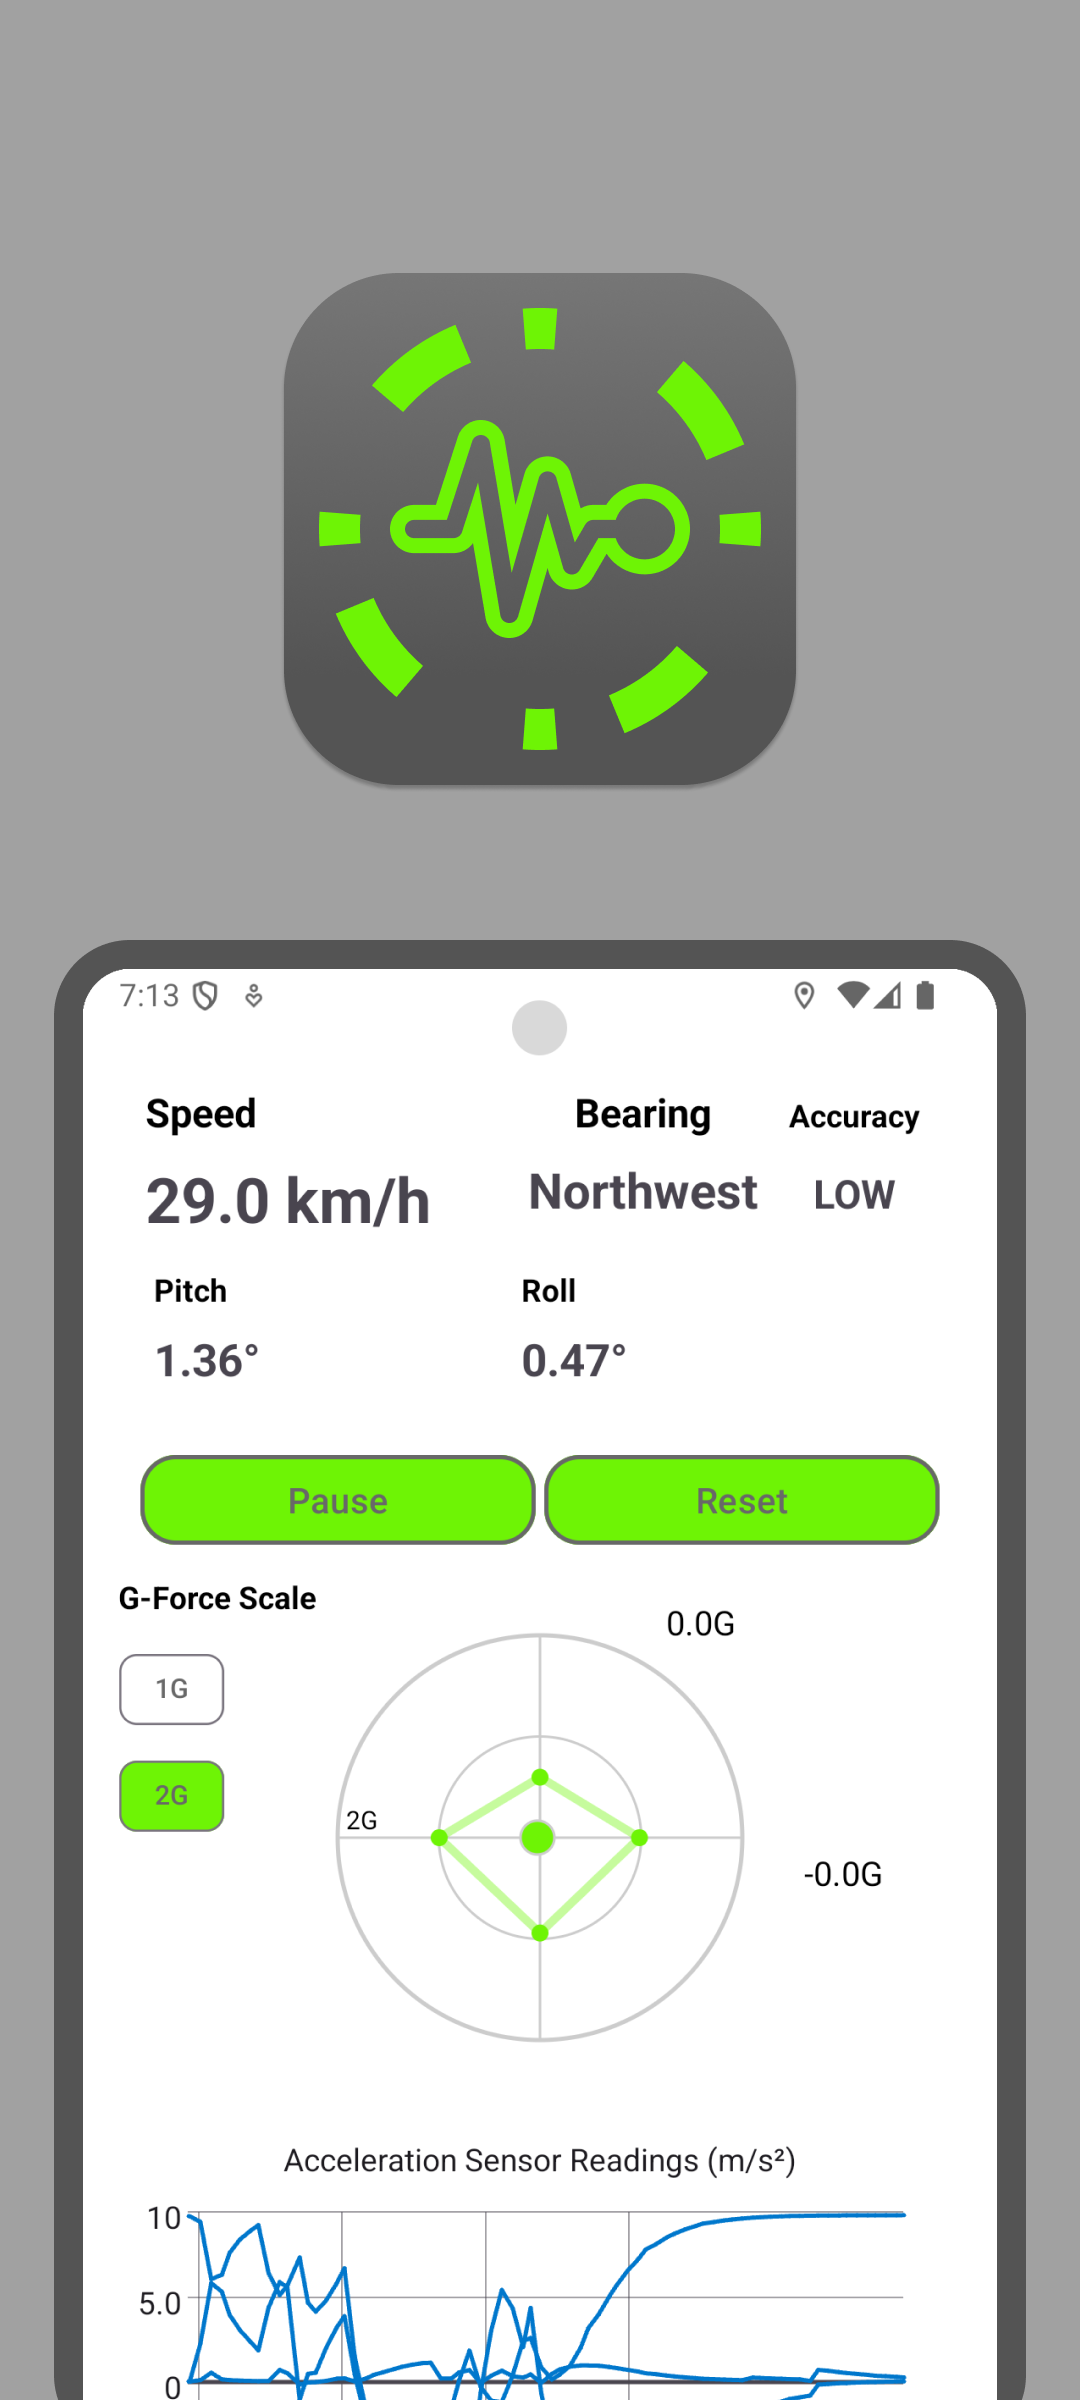 7:13
Speed Bearing Accuracy
29.0 km/h Northwest LOW
Pitch Roll
1.36° 0.47°
Pause Reset
G-Force Scale
0.0G
1G
2G
2G
-0.0G
Acceleration Sensor Readings (m/s²)
10
5.0
0